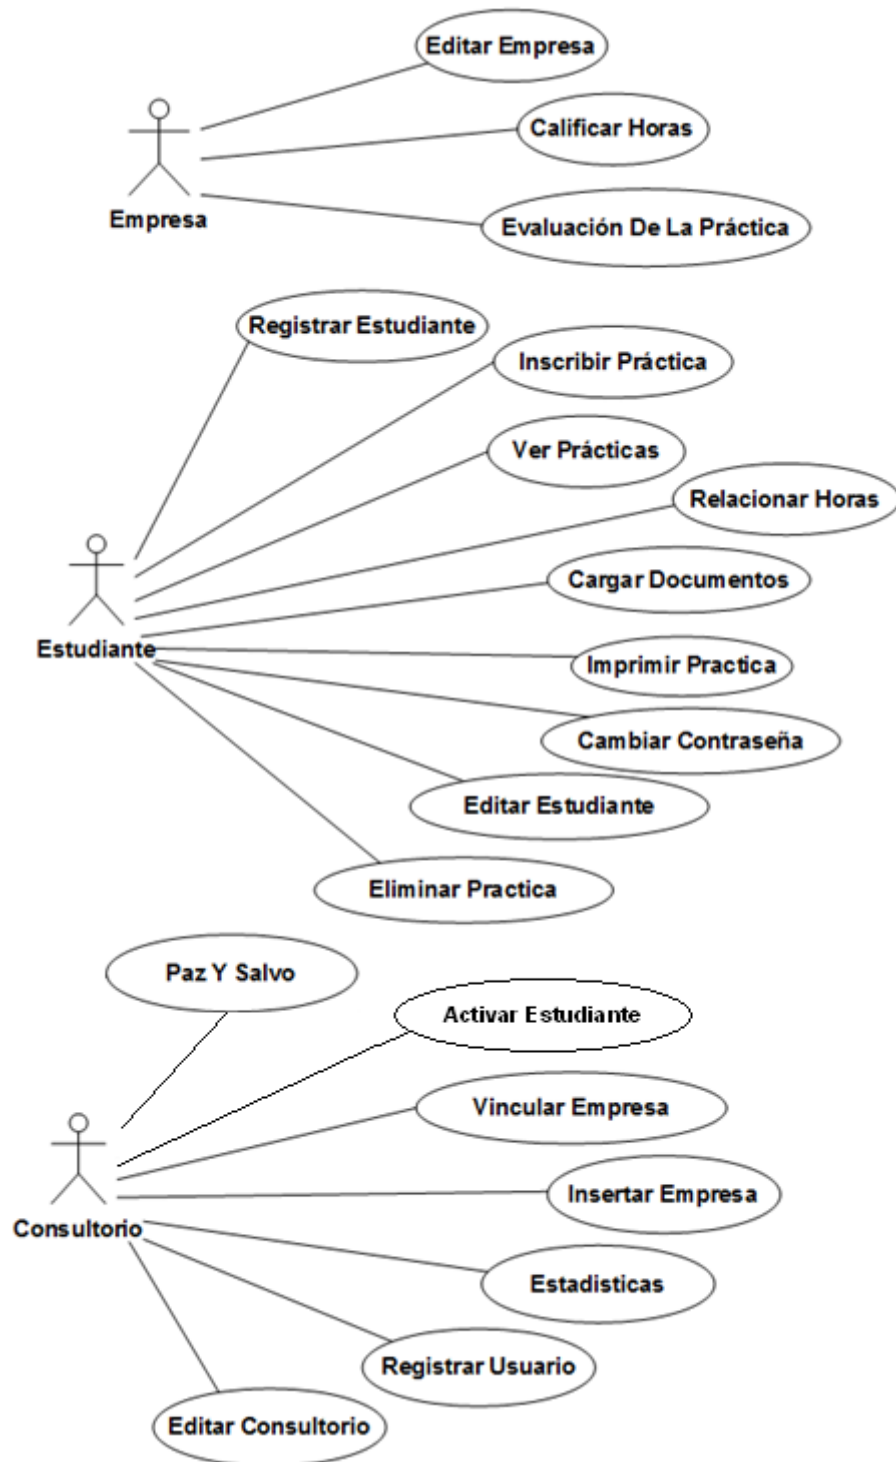 Editar Empresa
Calificar Horas
Empresa
Evaluación De La Práctica
Registrar Estudiante
Inscribir Práctica
Ver Prácticas
Relacionar Horas
Cargar Documentos
Estudiante
Imprimir Practica
Cambiar Contraseña
Editar Estudiante
Eliminar Practica
Paz Y Salvo
Activar Estudiante
Vincular Empresa
Insertar Empresa
Consultorio
Estadisticas
Registrar Usuario
Editar Consultorio